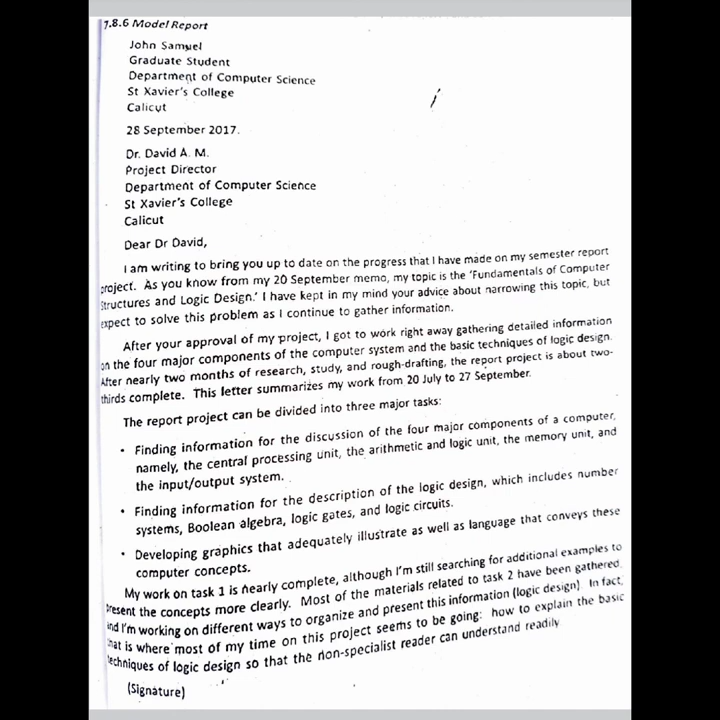 7.8.6 Model Report
John Samuel
Graduate Student
Department of Computer Science
St Xavier's College
Calicut
28 September 2017.
Dr. David A. M.
Project Director
Department of Computer Science
St Xavier's College
Calicut
Dear Dr David,
I am writing to bring you up to date on the progress that I have made on my semester report
project. As you know from my 20 September memo, my topic is the 'Fundamentals of Computer
Structures and Logic Design.' I have kept in my mind your advice about narrowing this topic, but
expect to solve this problem as I continue to gather information.
After your approval of my project, I got to work right away gathering detailed information
on the four major components of the computer system and the basic techniques of logic design.
After nearly two months of research, study, and rough-drafting, the report project is about two-
thirds complete. This letter summarizes my work from 20 July to 27 September.
The report project can be divided into three major tasks:
• Finding information for the discussion of the four major components of a computer,
namely, the central processing unit, the arithmetic and logic unit, the memory unit, and
the input/output system.
• Finding information for the description of the logic design, which includes number
systems, Boolean algebra, logic gates, and logic circuits.
• Developing graphics that adequately illustrate as well as language that conveys these
computer concepts.
My work on task 1 is nearly complete, although I'm still searching for additional examples to
present the concepts more clearly. Most of the materials related to task 2 have been gathered,
and I'm working on different ways to organize and present this information (logic design). In fact,
that is where most of my time on this project seems to be going: how to explain the basic
techniques of logic design so that the non-specialist reader can understand readily.
(Signature)